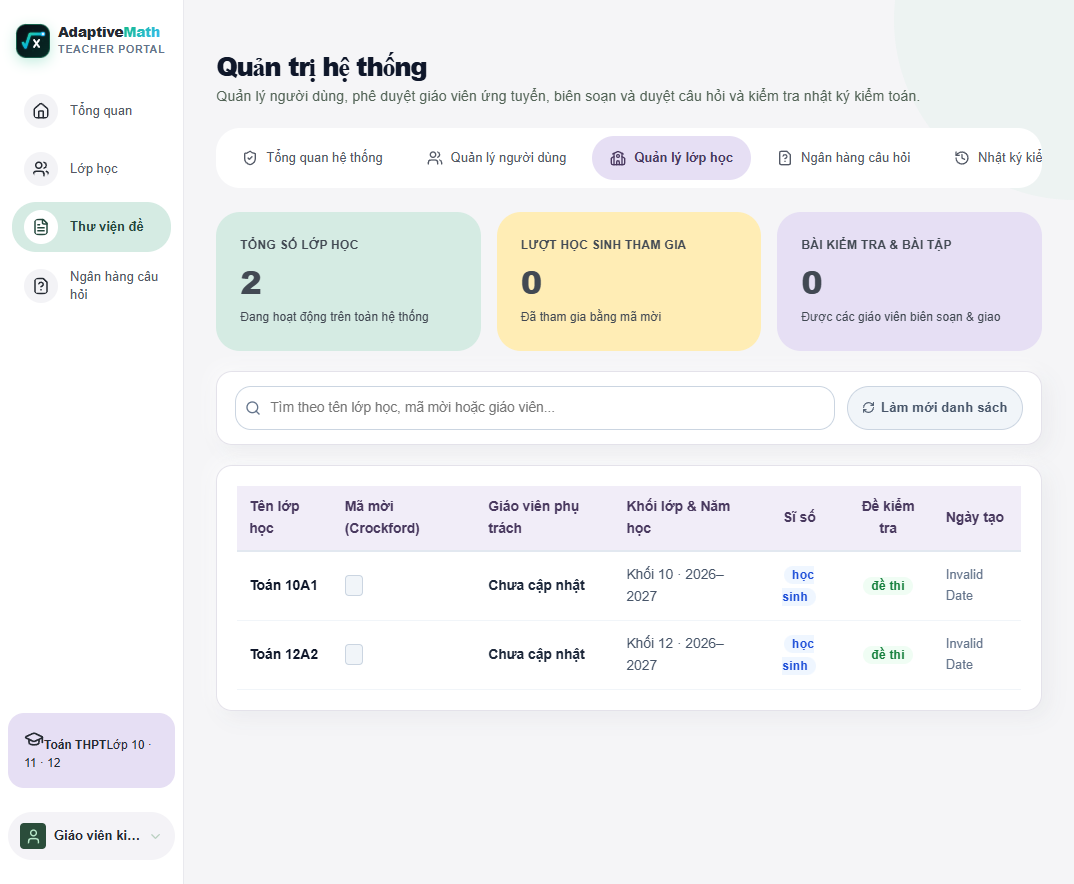 AdaptiveMath
TEACHER PORTAL
Tổng quan
Lớp học
Thư viện đề
Ngân hàng câu
hỏi
Toán THPTLớp 10 ·
11 · 12
Giáo viên ki...
Quản trị hệ thống
Quản lý người dùng, phê duyệt giáo viên ứng tuyển, biên soạn và duyệt câu hỏi và kiểm tra nhật ký kiểm toán.
Tổng quan hệ thống
Quản lý người dùng
Quản lý lớp học
Ngân hàng câu hỏi
Nhật ký kiể
TỔNG SỐ LỚP HỌC
2
Đang hoạt động trên toàn hệ thống
LƯỢT HỌC SINH THAM GIA
0
Đã tham gia bằng mã mời
BÀI KIỂM TRA & BÀI TẬP
0
Được các giáo viên biên soạn & giao
Tìm theo tên lớp học, mã mời hoặc giáo viên...
Làm mới danh sách
Tên lớp
học
Mã mời
(Crockford)
Giáo viên phụ
trách
Khối lớp & Năm
học
Sĩ số
Đề kiểm
tra
Ngày tạo
Toán 10A1
Chưa cập nhật
Khối 10 · 2026–
2027
học
sinh
đề thi
Invalid
Date
Toán 12A2
Chưa cập nhật
Khối 12 · 2026–
2027
học
sinh
đề thi
Invalid
Date